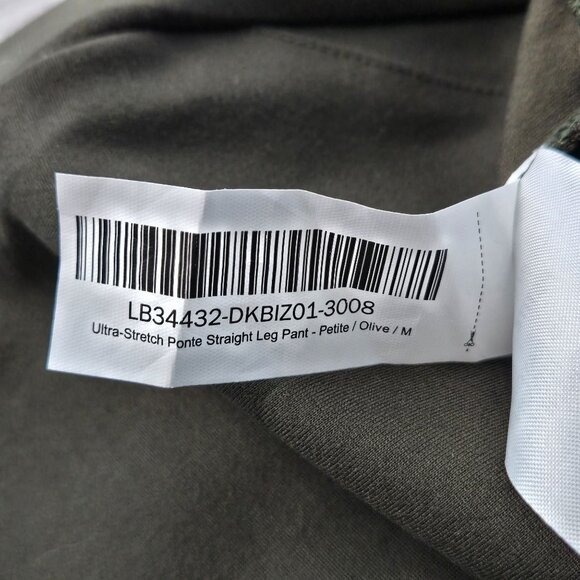 LB34432-DKBIZ01-3008
Ultra-Stretch Ponte Straight Leg Pant - Petite / Olive / M